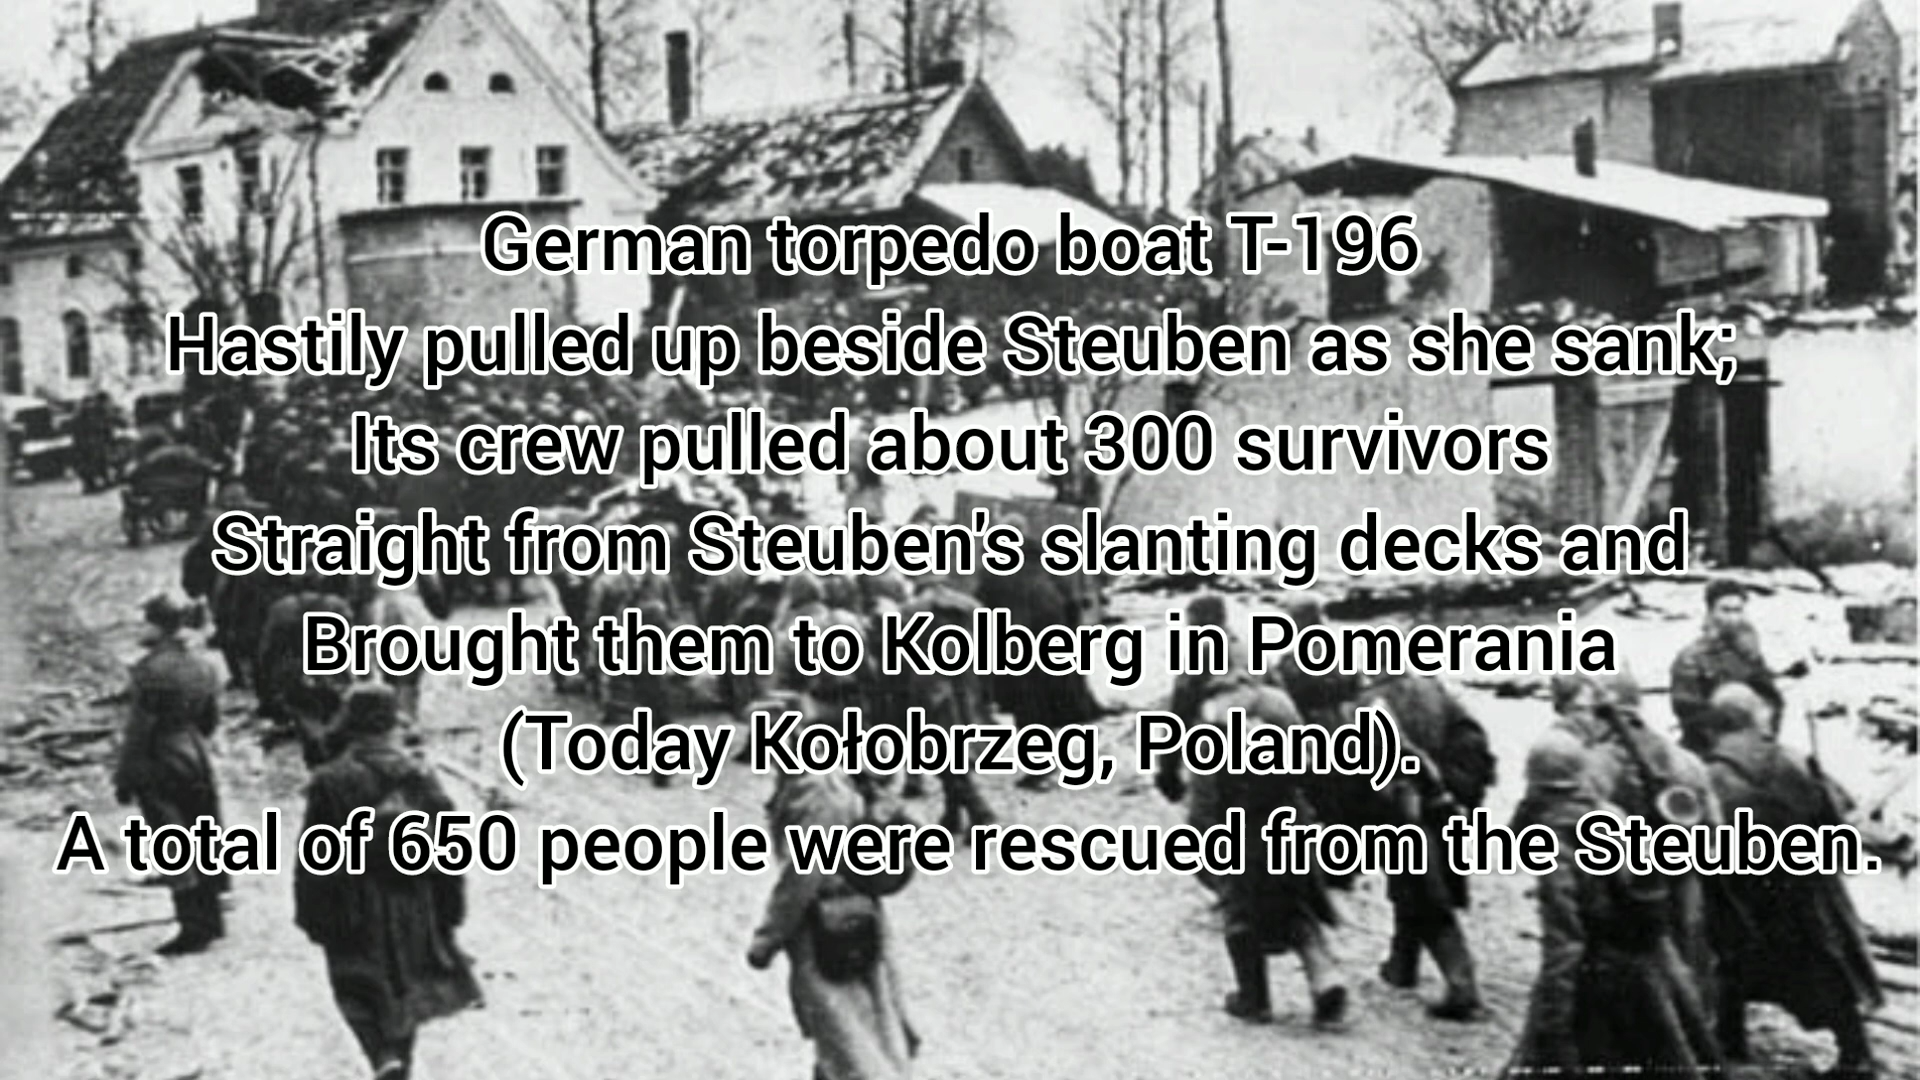 German torpedo boat T-196
Hastily pulled up beside Steuben as she sank;
Its crew pulled about 300 survivors
Straight from Steuben's slanting decks and
Brought them to Kolberg in Pomerania
(Today Kołobrzeg, Poland).
A total of 650 people were rescued from the Steuben.